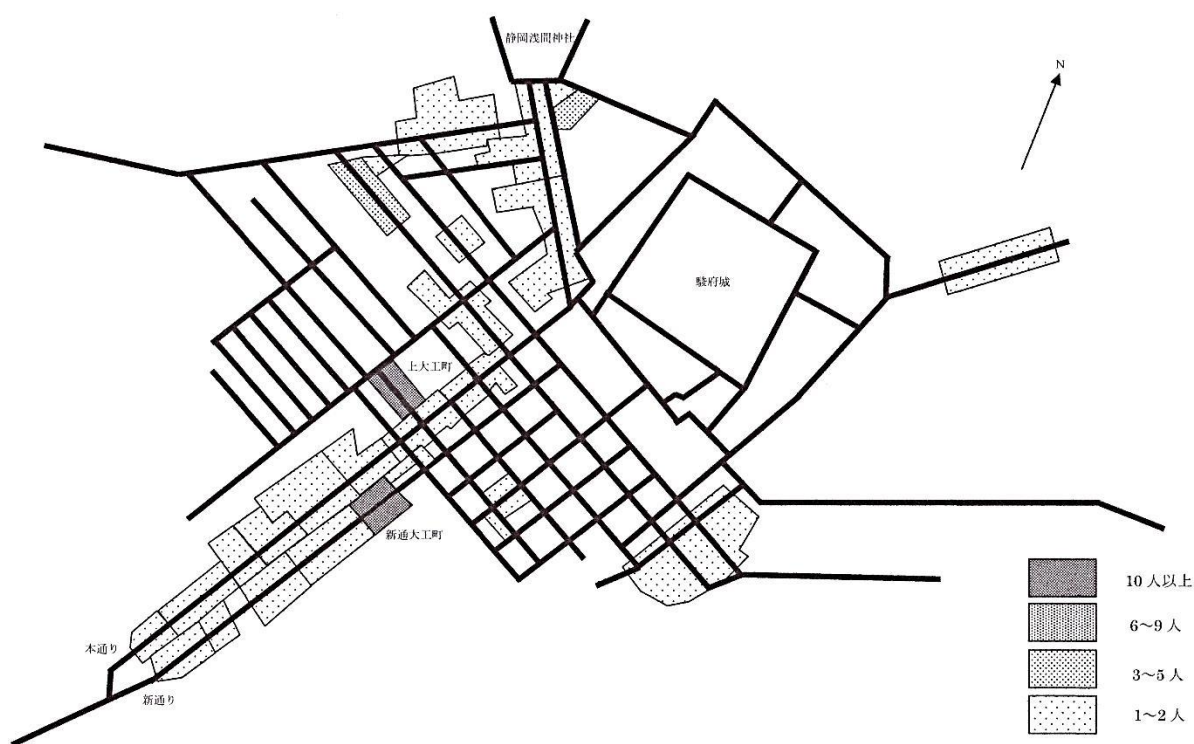 静岡浅間神社
N
駿府城
上大工町
新通大工町
本通り
新通り
10人以上
6〜9人
3〜5人
1〜2人